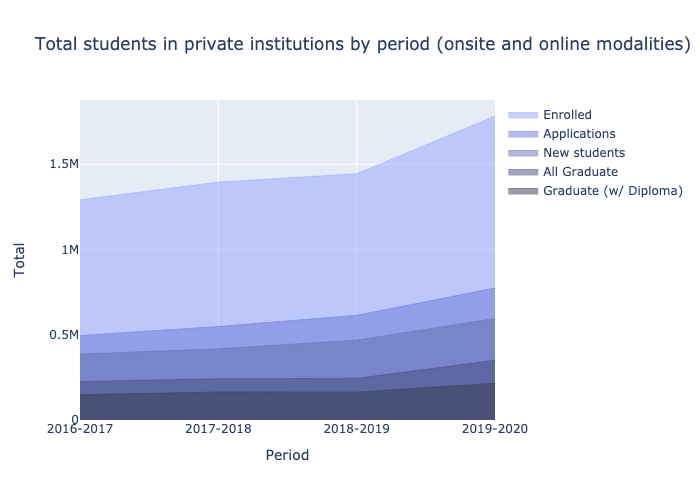 Total students in private institutions by period (onsite and online modalities)
Enrolled
Applications
New students
All Graduate
Graduate (w/ Diploma)
1.5M
1M
0.5M
0
Total
2016-2017
2017-2018
2018-2019
2019-2020
Period